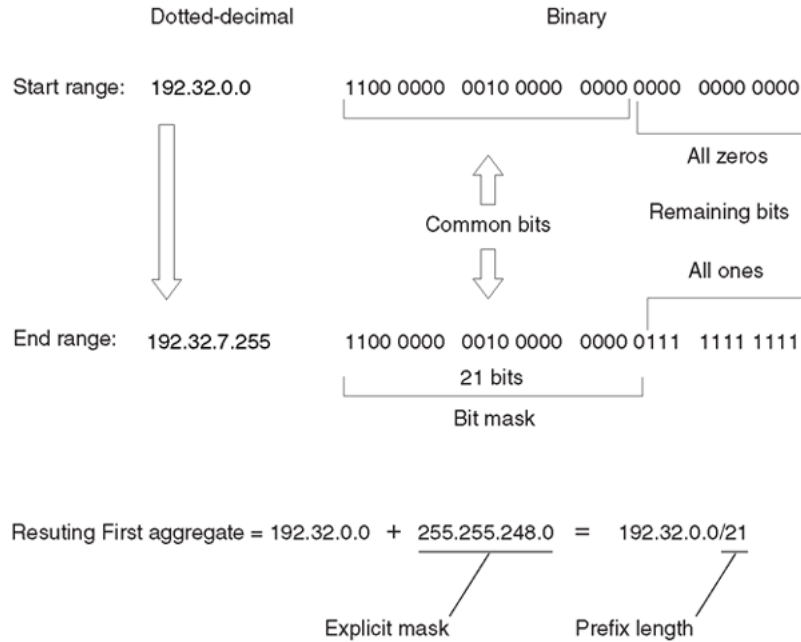 Dotted-decimal Binary
Start range: 192.32.0.0 1100 0000 0010 0000 0000 0000 0000 0000
All zeros
Common bits Remaining bits
All ones
End range: 192.32.7.255 1100 0000 0010 0000 0000 0111 1111 1111
21 bits
Bit mask
Resuting First aggregate = 192.32.0.0 + 255.255.248.0 = 192.32.0.0/21
Explicit mask Prefix length